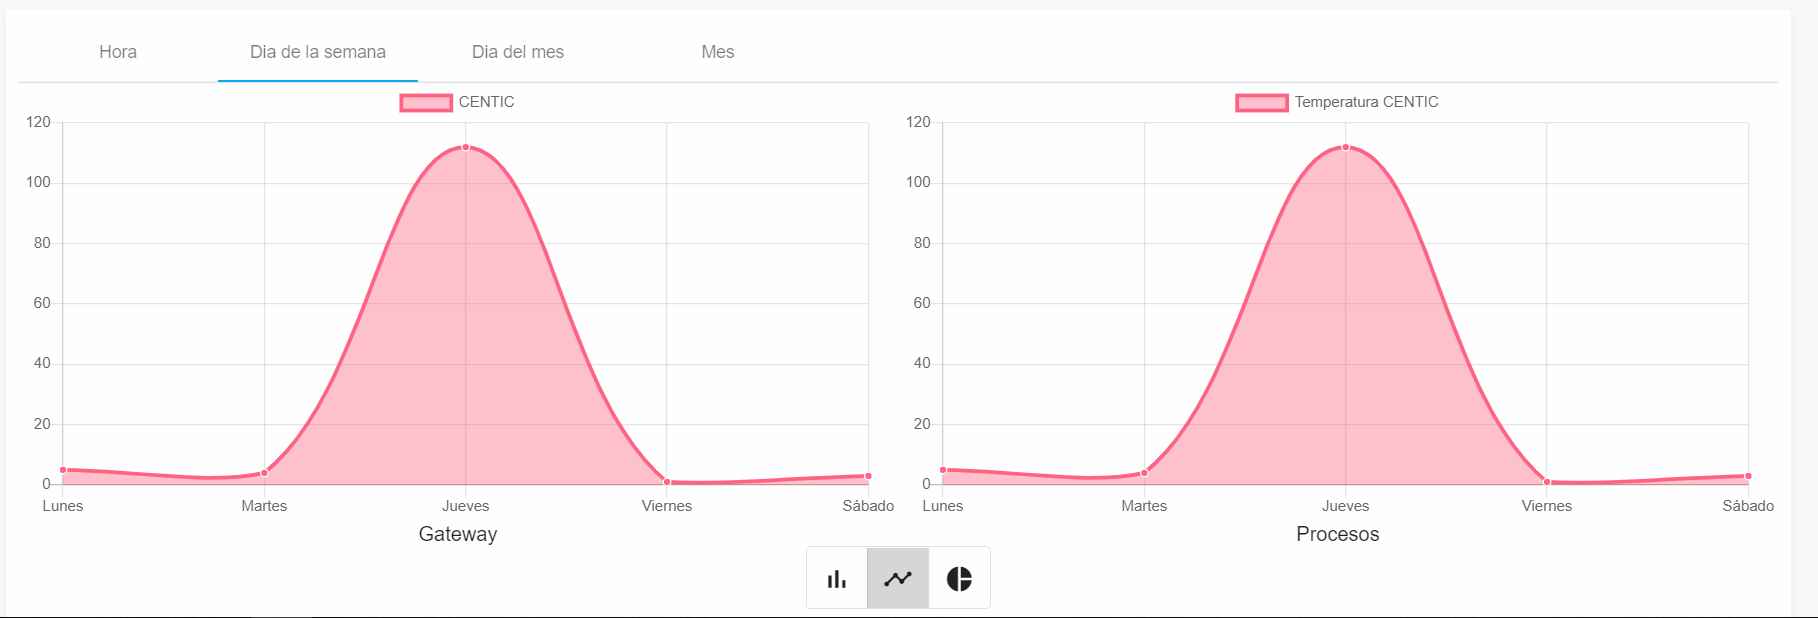 Hora Dia de la semana Dia del mes Mes
CENTIC
120
100
80
60
40
20
0
Lunes Martes Jueves Viernes Sábado
Gateway
Temperatura CENTIC
120
100
80
60
40
20
0
Lunes Martes Jueves Viernes Sábado
Procesos